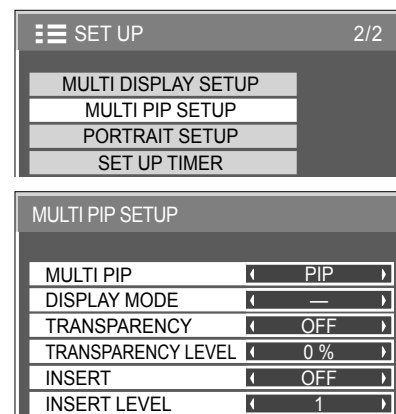 SET UP 2/2
MULTI DISPLAY SETUP
MULTI PIP SETUP
PORTRAIT SETUP
SET UP TIMER
MULTI PIP SETUP
MULTI PIP PIP
DISPLAY MODE —
TRANSPARENCY OFF
TRANSPARENCY LEVEL 0 %
INSERT OFF
INSERT LEVEL 1